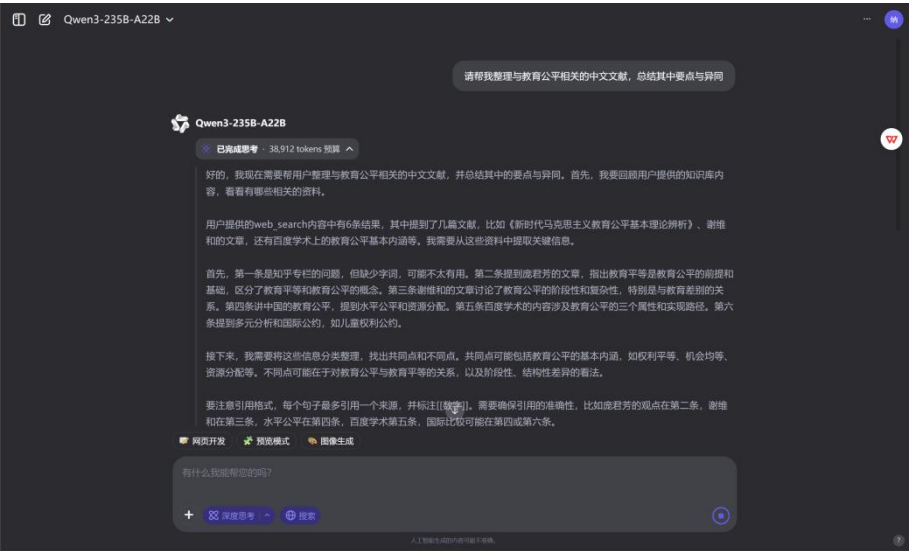 Qwen3-235B-A22B
纳
请帮我整理与教育公平相关的中文文献，总结其中要点与异同
Qwen3-235B-A22B
已完成思考 · 38,912 tokens 预算
好的，我现在需要帮用户整理与教育公平相关的中文文献，并总结其中的要点与异同。首先，我要回顾用户提供的知识库内
容，看看有哪些相关的资料。
用户提供的web_search内容中有6条结果，其中提到了几篇文献，比如《新时代马克思主义教育公平基本理论辨析》、谢维
和的文章，还有百度学术上的教育公平基本内涵等。我需要从这些资料中提取关键信息。
首先，第一条是知乎专栏的问题，但缺少字词，可能不太有用。第二条提到庞君芳的文章，指出教育平等是教育公平的前提和
基础，区分了教育平等和教育公平的概念。第三条谢维和的文章讨论了教育公平的阶段性和复杂性，特别是与教育差别的关
系。第四条讲中国的教育公平，提到水平公平和资源分配。第五条百度学术的内容涉及教育公平的三个属性和实现路径。第六
条提到多元分析和国际公约，如儿童权利公约。
接下来，我需要将这些信息分类整理，找出共同点和不同点。共同点可能包括教育公平的基本内涵，如权利平等、机会均等、
资源分配等。不同点可能在于对教育公平与教育平等的关系，以及阶段性、结构性差异的看法。
要注意引用格式，每个句子最多引用一个来源，并标注[[数字]]。需要确保引用的准确性，比如庞君芳的观点在第二条，谢维
和在第三条，水平公平在第四条，百度学术第五条，国际比较可能在第四或第六条。
网页开发 预览模式 图像生成
有什么我能帮您的吗？
深度思考 搜索
人工智能生成的内容可能不准确。